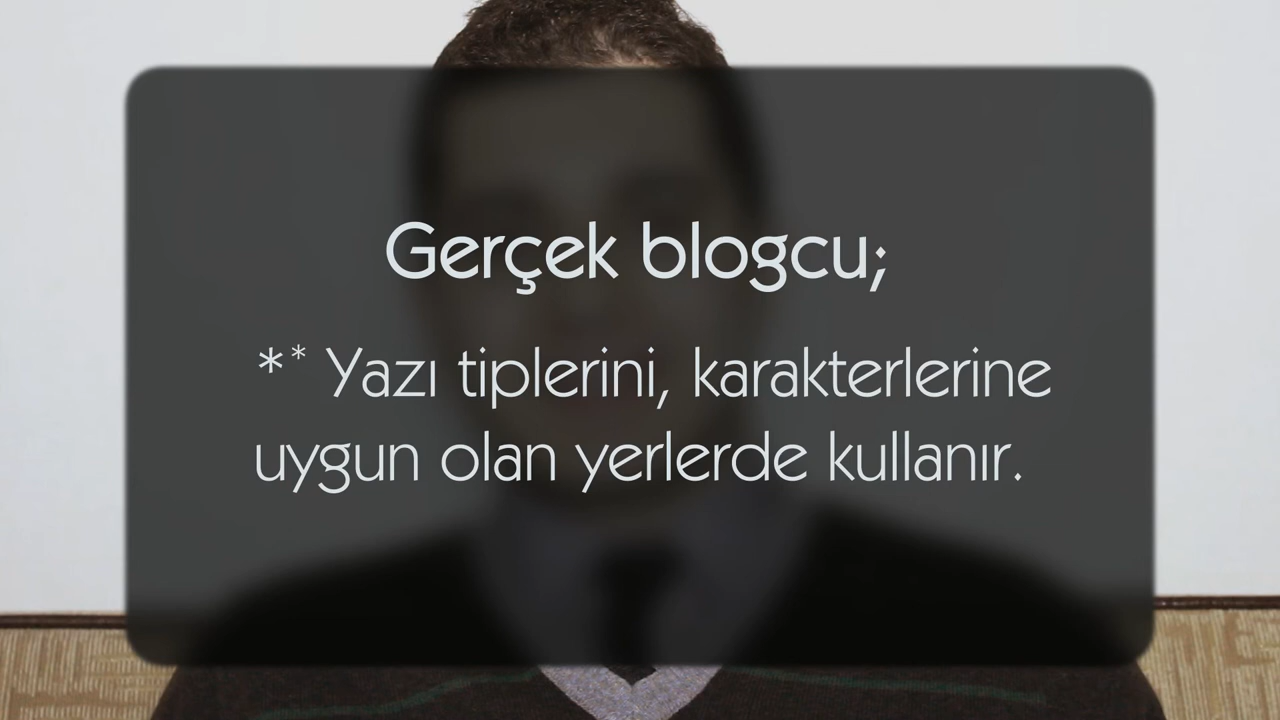 Gerçek blogcu;
** Yazı tiplerini, karakterlerine
uygun olan yerlerde kullanır.